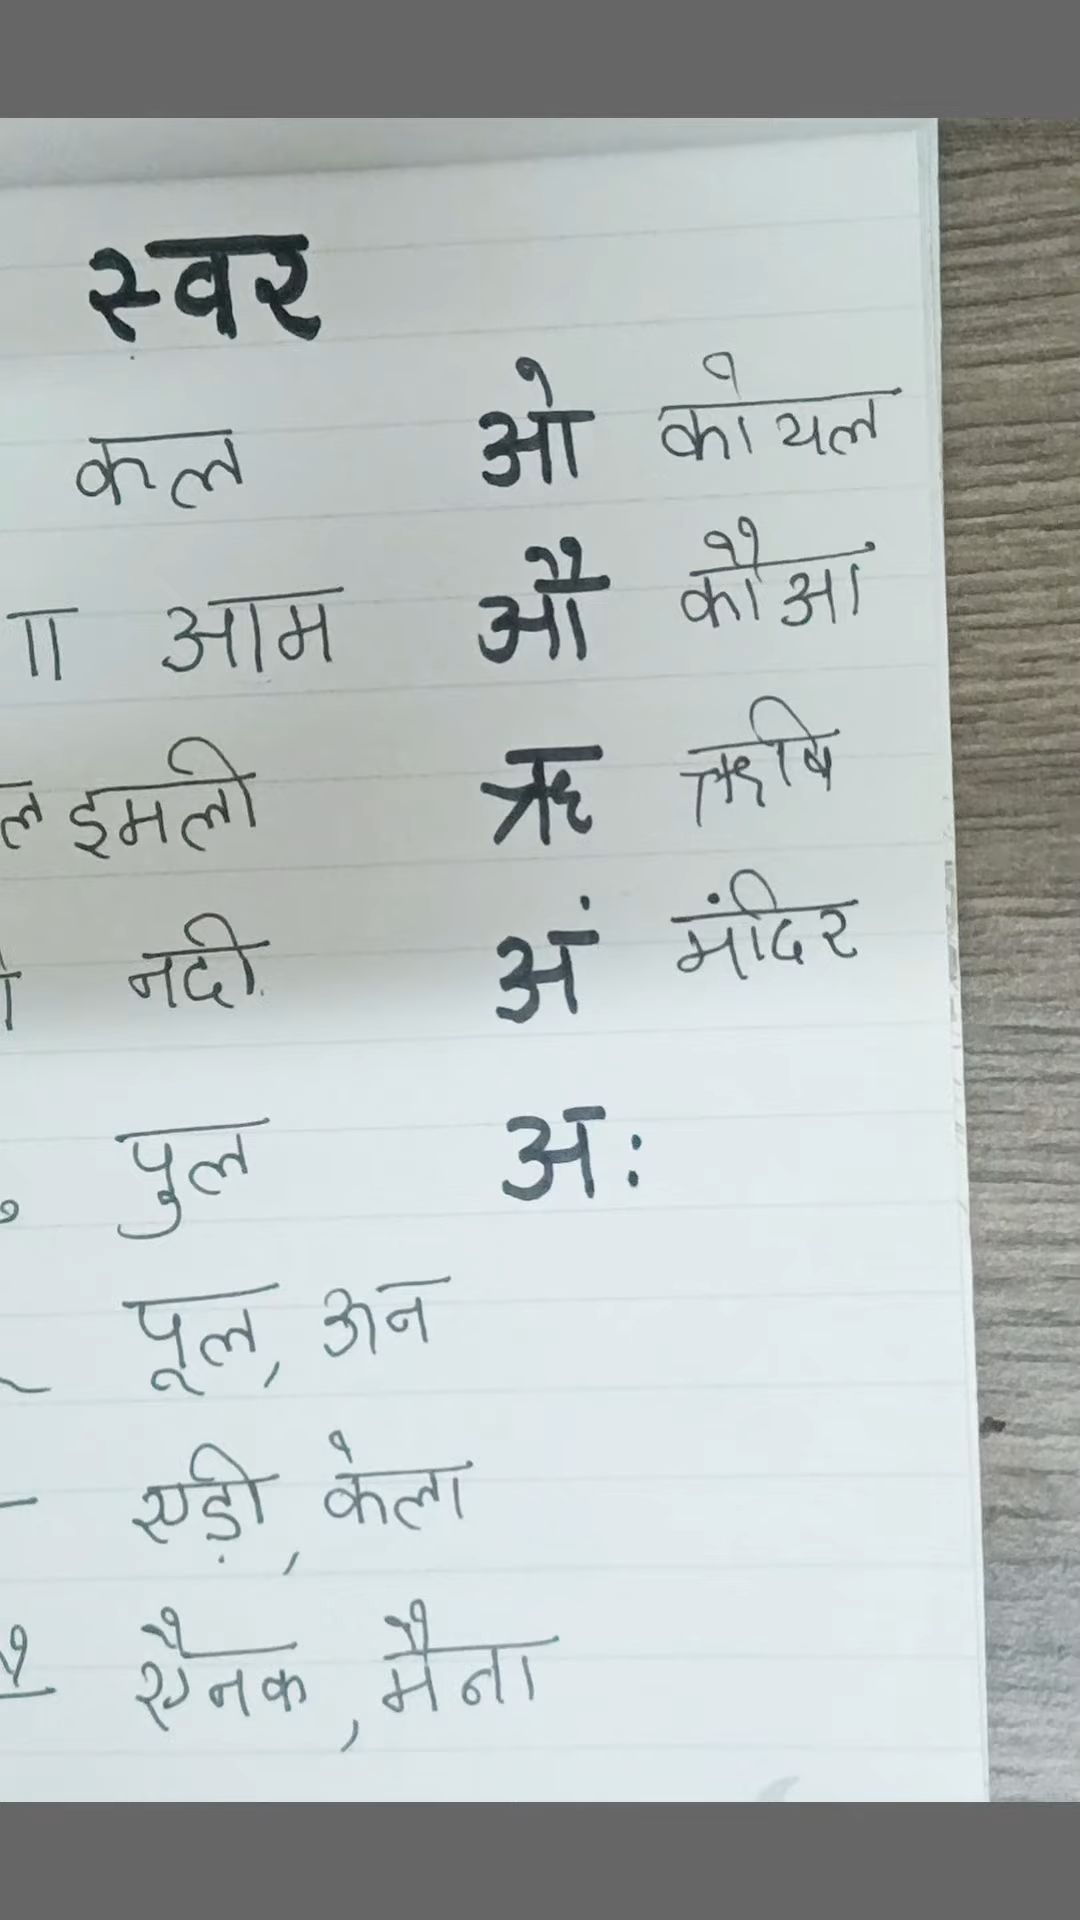 स्वर
कल ओ कोयल
ा आम औ कौआ
ल इमली ऋ ऋषि
नदी अं मंदिर
पुल अः
पूल, ऊन
एड़ी, केला
ऐनक, मैना